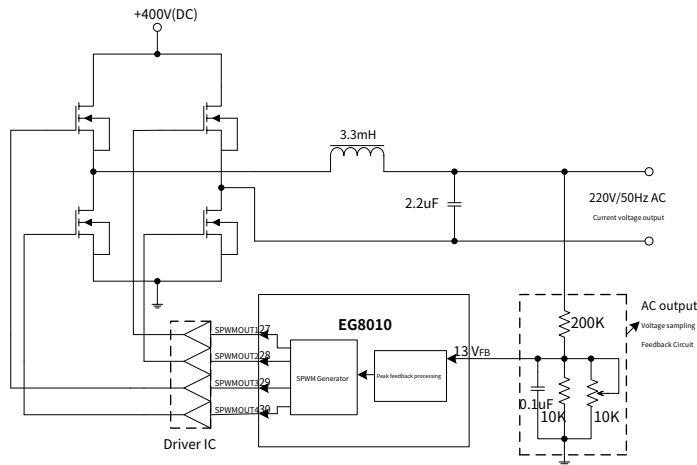 +400V(DC)
3.3mH
2.2uF
220V/50Hz AC
Current voltage output
EG8010
SPWMOUT1 27
SPWMOUT2 28
SPWMOUT3 29
SPWMOUT4 30
SPWM Generator
Peak feedback processing
13 VFB
Driver IC
200K
0.1uF
10K
10K
AC output
Voltage sampling
Feedback Circuit